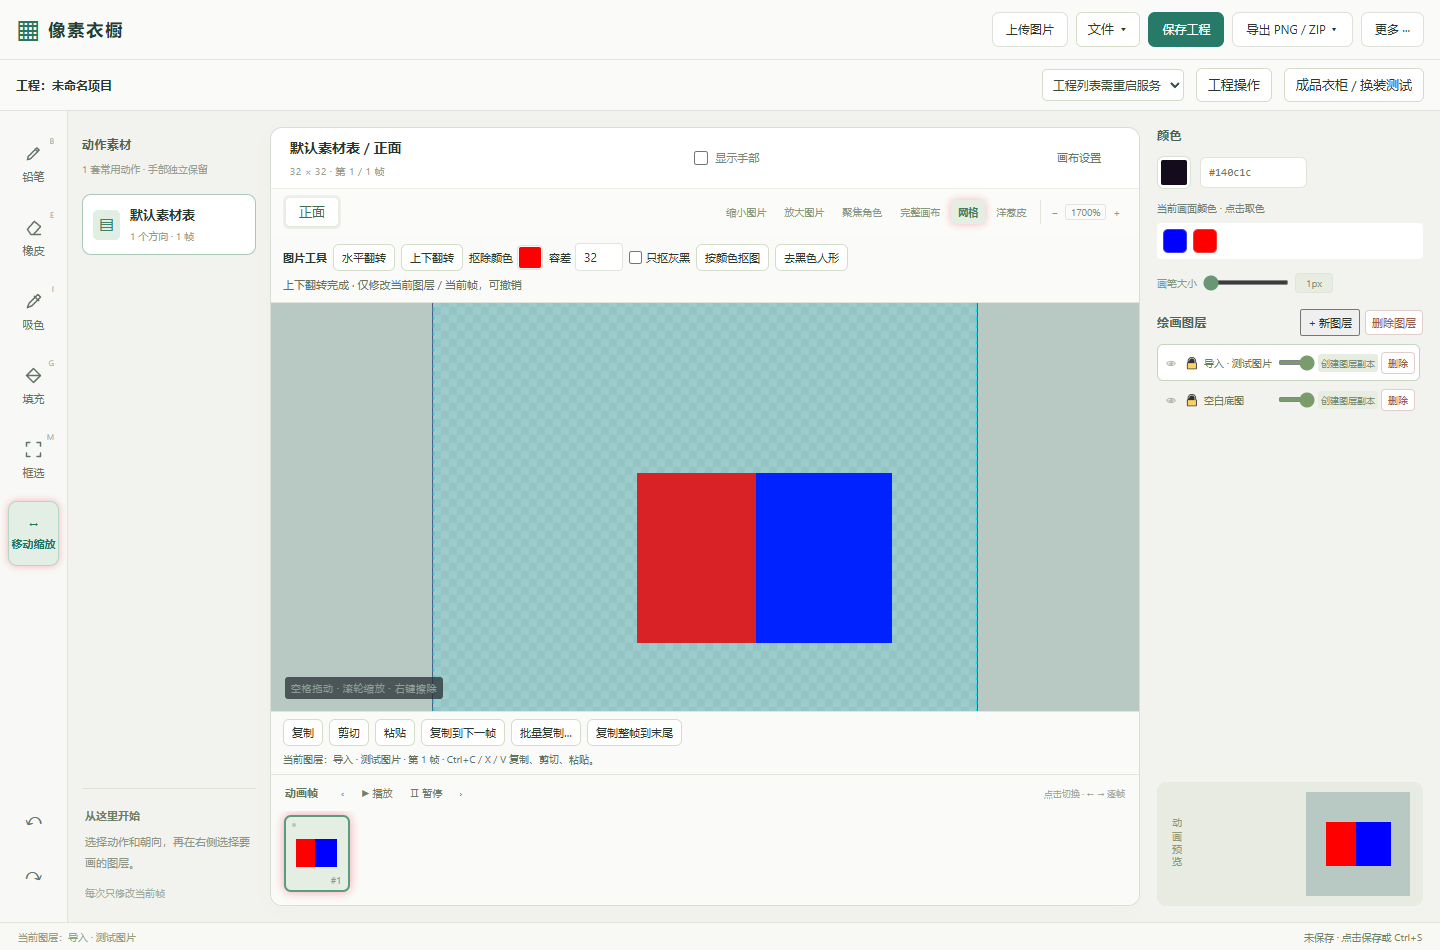 像素衣橱
上传图片
文件 ▾
保存工程
导出 PNG / ZIP ▾
更多 ···
工程：未命名项目
工程列表需重启服务
工程操作
成品衣柜 / 换装测试
B
铅笔
E
橡皮
I
吸色
G
填充
M
框选
↔
移动缩放
动作素材
1 套常用动作 · 手部独立保留
默认素材表
1 个方向 · 1 帧
从这里开始
选择动作和朝向，再在右侧选择要
画的图层。
每次只修改当前帧
默认素材表 / 正面
32 × 32 · 第 1 / 1 帧
显示手部
画布设置
正面
缩小图片
放大图片
聚焦角色
完整画布
网格
洋葱皮
− 1700% +
图片工具
水平翻转
上下翻转
抠除颜色
容差
32
只抠灰黑
按颜色抠图
去黑色人形
上下翻转完成 · 仅修改当前图层 / 当前帧，可撤销
空格拖动 · 滚轮缩放 · 右键擦除
复制
剪切
粘贴
复制到下一帧
批量复制...
复制整帧到末尾
当前图层：导入 · 测试图片 · 第 1 帧 · Ctrl+C / X / V 复制、剪切、粘贴。
动画帧
‹
▶ 播放
⏸ 暂停
›
点击切换 · ← → 逐帧
#1
颜色
#140c1c
当前画面颜色 · 点击取色
画笔大小
1px
绘画图层
+ 新图层
删除图层
导入 · 测试图片
创建图层副本
删除
空白底图
创建图层副本
删除
动画预览
当前图层：导入 · 测试图片
未保存 · 点击保存或 Ctrl+S